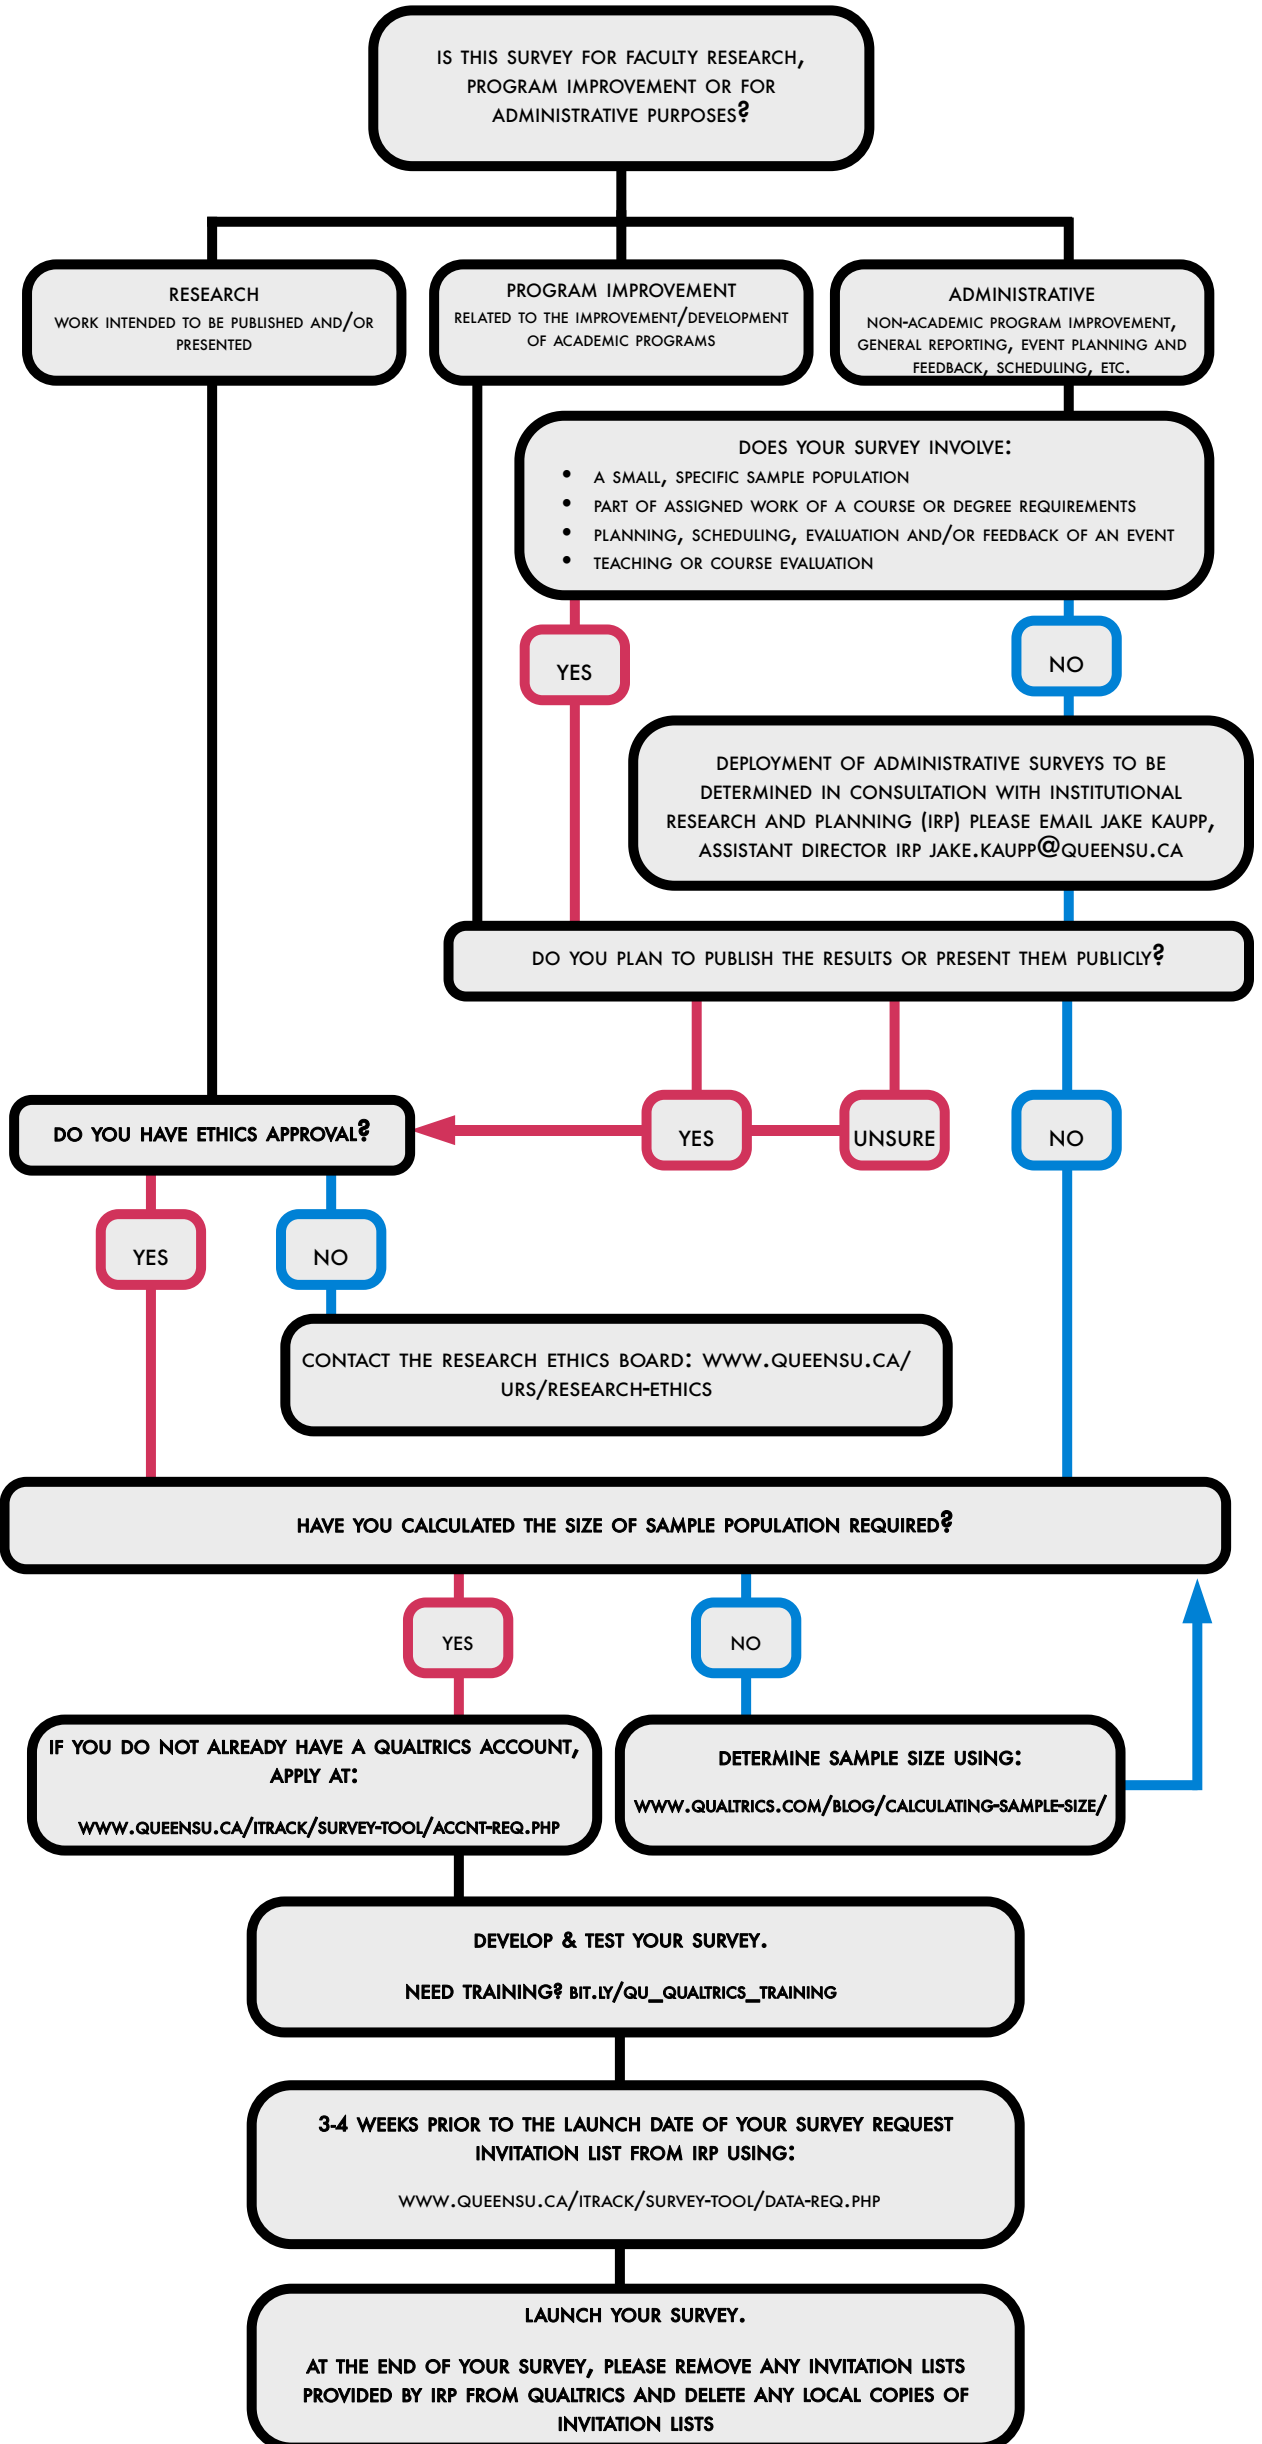 IS THIS SURVEY FOR FACULTY RESEARCH,
PROGRAM IMPROVEMENT OR FOR
ADMINISTRATIVE PURPOSES?
RESEARCH
WORK INTENDED TO BE PUBLISHED AND/OR
PRESENTED
PROGRAM IMPROVEMENT
RELATED TO THE IMPROVEMENT/DEVELOPMENT
OF ACADEMIC PROGRAMS
ADMINISTRATIVE
NON-ACADEMIC PROGRAM IMPROVEMENT,
GENERAL REPORTING, EVENT PLANNING AND
FEEDBACK, SCHEDULING, ETC.
DOES YOUR SURVEY INVOLVE:
• A SMALL, SPECIFIC SAMPLE POPULATION
• PART OF ASSIGNED WORK OF A COURSE OR DEGREE REQUIREMENTS
• PLANNING, SCHEDULING, EVALUATION AND/OR FEEDBACK OF AN EVENT
• TEACHING OR COURSE EVALUATION
YES
NO
DEPLOYMENT OF ADMINISTRATIVE SURVEYS TO BE
DETERMINED IN CONSULTATION WITH INSTITUTIONAL
RESEARCH AND PLANNING (IRP) PLEASE EMAIL JAKE KAUPP,
ASSISTANT DIRECTOR IRP JAKE.KAUPP@QUEENSU.CA
DO YOU PLAN TO PUBLISH THE RESULTS OR PRESENT THEM PUBLICLY?
YES
UNSURE
NO
DO YOU HAVE ETHICS APPROVAL?
YES
NO
CONTACT THE RESEARCH ETHICS BOARD: WWW.QUEENSU.CA/
URS/RESEARCH-ETHICS
HAVE YOU CALCULATED THE SIZE OF SAMPLE POPULATION REQUIRED?
YES
NO
IF YOU DO NOT ALREADY HAVE A QUALTRICS ACCOUNT,
APPLY AT:
WWW.QUEENSU.CA/ITRACK/SURVEY-TOOL/ACCNT-REQ.PHP
DETERMINE SAMPLE SIZE USING:
WWW.QUALTRICS.COM/BLOG/CALCULATING-SAMPLE-SIZE/
DEVELOP & TEST YOUR SURVEY.
NEED TRAINING? BIT.LY/QU_QUALTRICS_TRAINING
3-4 WEEKS PRIOR TO THE LAUNCH DATE OF YOUR SURVEY REQUEST
INVITATION LIST FROM IRP USING:
WWW.QUEENSU.CA/ITRACK/SURVEY-TOOL/DATA-REQ.PHP
LAUNCH YOUR SURVEY.
AT THE END OF YOUR SURVEY, PLEASE REMOVE ANY INVITATION LISTS
PROVIDED BY IRP FROM QUALTRICS AND DELETE ANY LOCAL COPIES OF
INVITATION LISTS